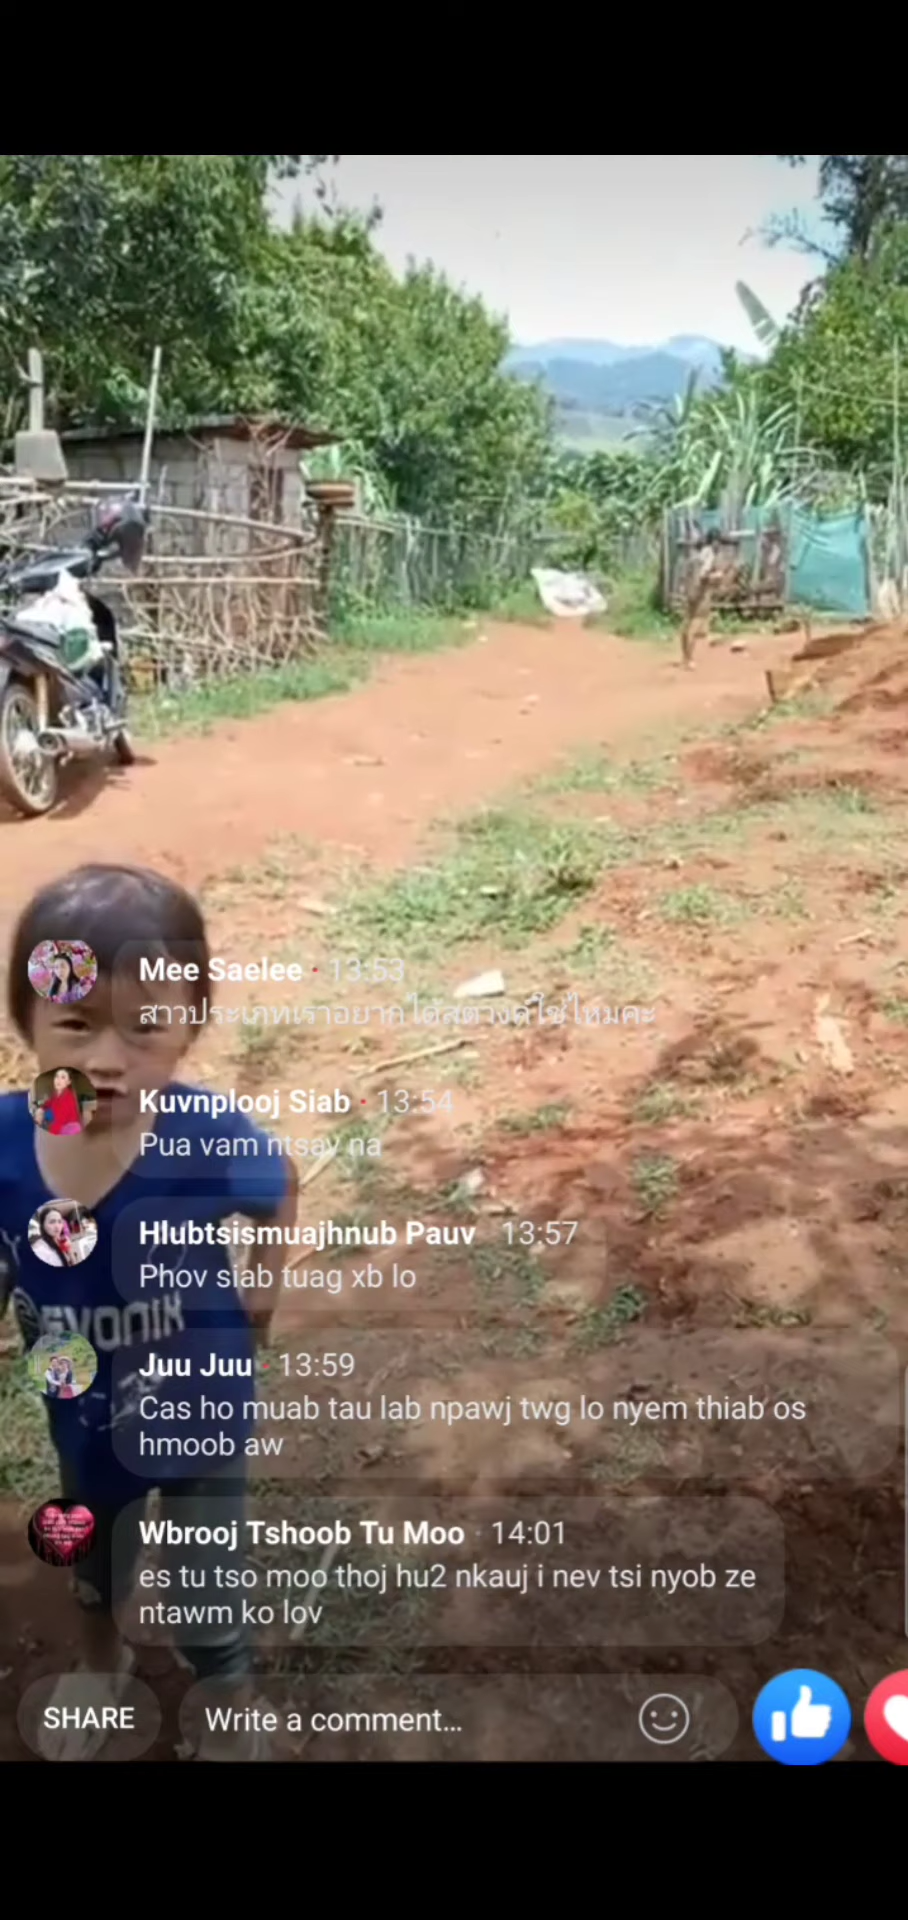 Mee Saelee · 13:53
สาวประเภทเราอยากได้สตางค์ใช้ไหมคะ
Kuvnplooj Siab · 13:54
Pua vam ntsay na
Hlubtsismuajhnub Pauv 13:57
Phov siab tuag xb lo
EVONIK
Juu Juu · 13:59
Cas ho muab tau lab npawj twg lo nyem thiab os
hmoob aw
Wbrooj Tshoob Tu Moo · 14:01
es tu tso moo thoj hu2 nkauj i nev tsi nyob ze
ntawm ko lov
SHARE
Write a comment...